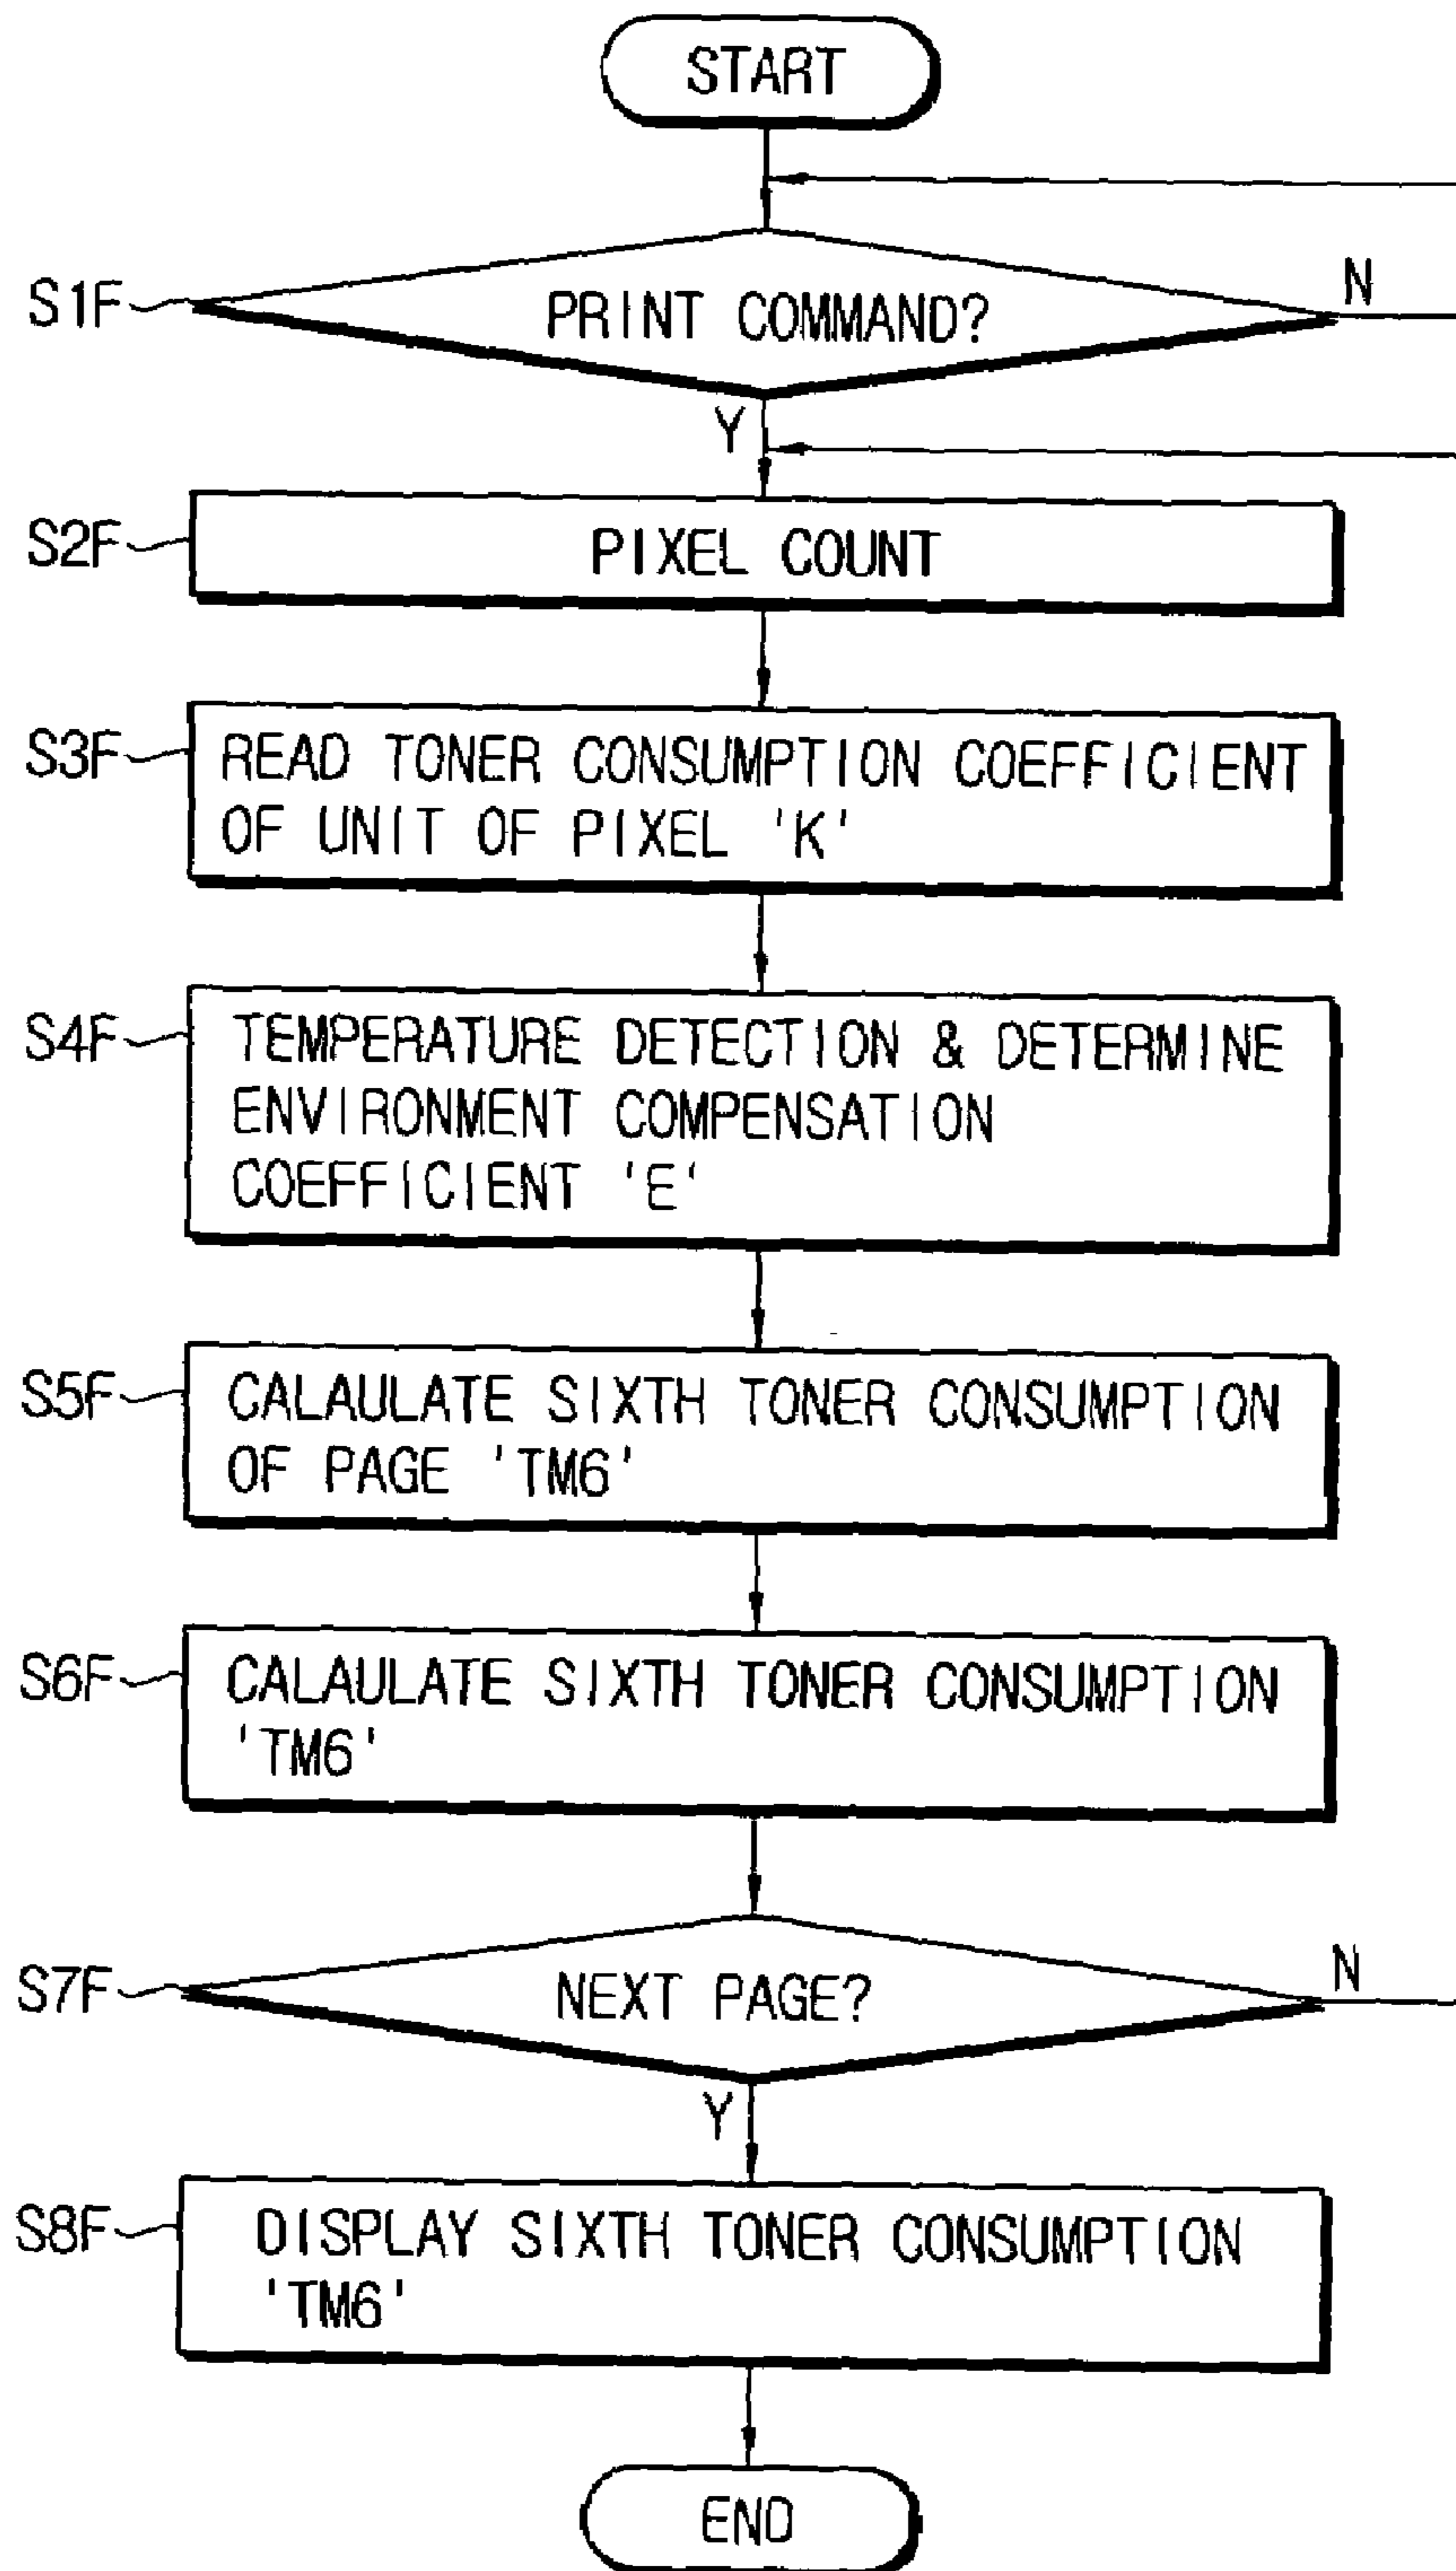 START
S1F
PRINT COMMAND?
N
Y
S2F
PIXEL COUNT
S3F
READ TONER CONSUMPTION COEFFICIENT
OF UNIT OF PIXEL 'K'
S4F
TEMPERATURE DETECTION & DETERMINE
ENVIRONMENT COMPENSATION
COEFFICIENT 'E'
S5F
CALAULATE SIXTH TONER CONSUMPTION
OF PAGE 'TM6'
S6F
CALAULATE SIXTH TONER CONSUMPTION
'TM6'
S7F
NEXT PAGE?
N
Y
S8F
DISPLAY SIXTH TONER CONSUMPTION
'TM6'
END